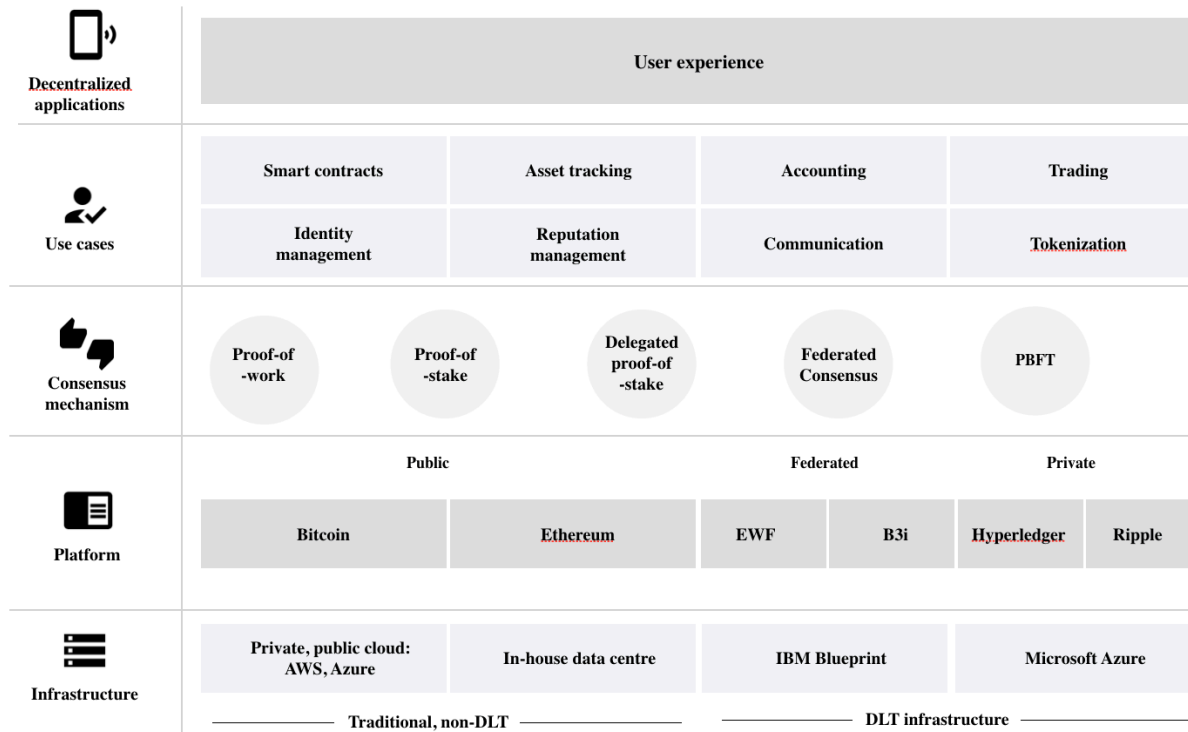 Decentralized
applications
User experience
Use cases
Smart contracts
Asset tracking
Accounting
Trading
Identity
management
Reputation
management
Communication
Tokenization
Consensus
mechanism
Proof-of
-work
Proof-of
-stake
Delegated
proof-of
-stake
Federated
Consensus
PBFT
Platform
Public
Federated
Private
Bitcoin
Ethereum
EWF
B3i
Hyperledger
Ripple
Infrastructure
Private, public cloud:
AWS, Azure
In-house data centre
IBM Blueprint
Microsoft Azure
Traditional, non-DLT
DLT infrastructure